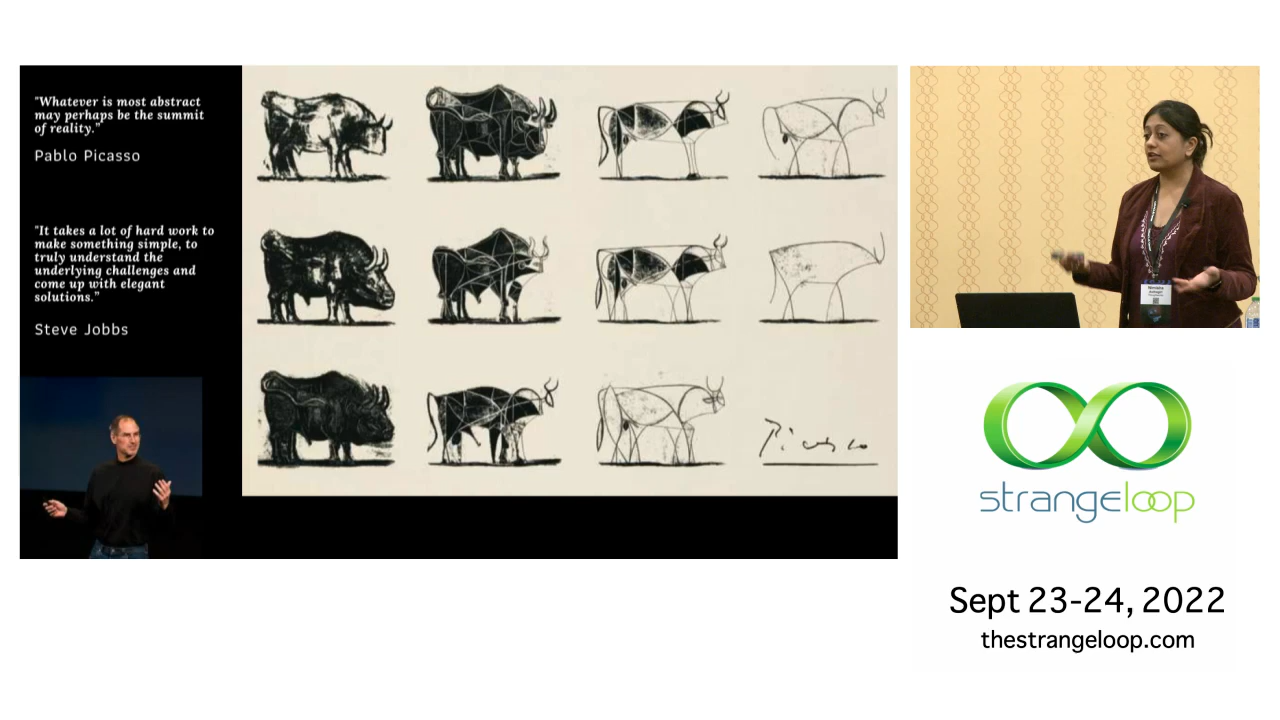 "Whatever is most abstract
may perhaps be the summit
of reality."
Pablo Picasso
"It takes a lot of hard work to
make something simple, to
truly understand the
underlying challenges and
come up with elegant
solutions."
Steve Jobbs
Picasso
strangeloop
Sept 23-24, 2022
thestrangeloop.com